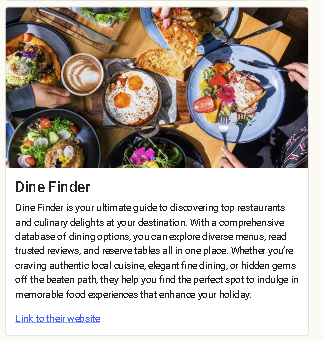 Dine Finder
Dine Finder is your ultimate guide to discovering top restaurants
and culinary delights at your destination. With a comprehensive
database of dining options, you can explore diverse menus, read
trusted reviews, and reserve tables all in one place. Whether you're
craving authentic local cuisine, elegant fine dining, or hidden gems
off the beaten path, they help you find the perfect spot to indulge in
memorable food experiences that enhance your holiday.
Link to their website